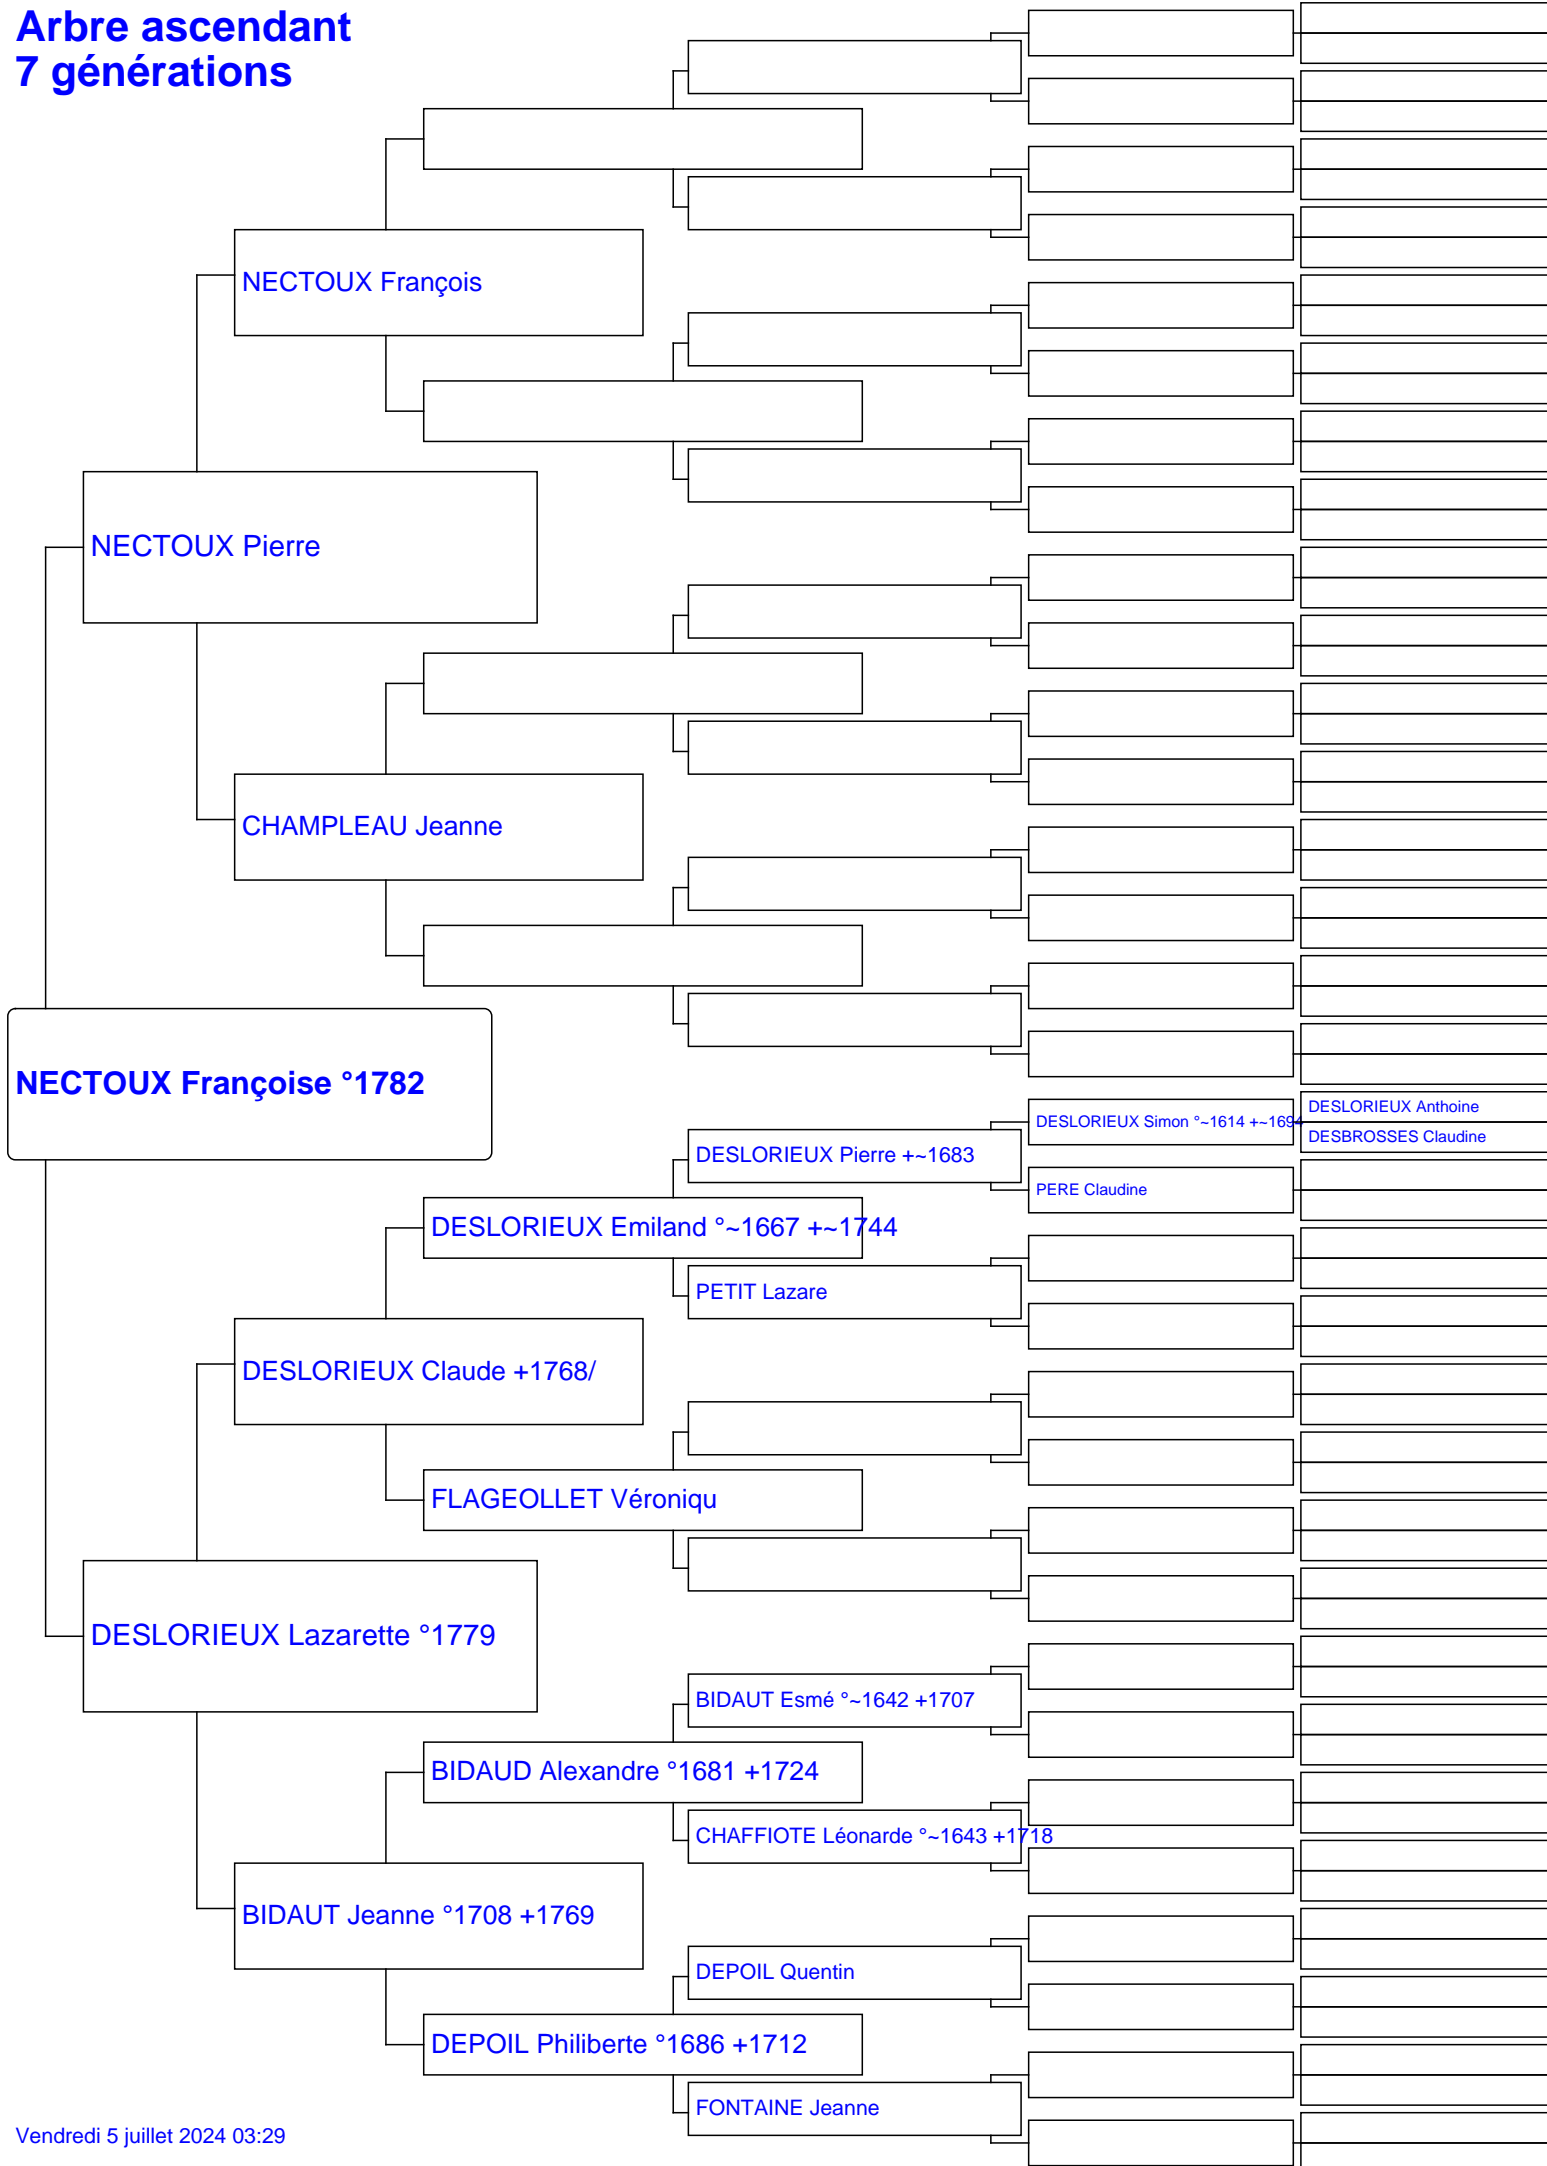 Arbre ascendant
7 générations
NECTOUX François
NECTOUX Pierre
CHAMPLEAU Jeanne
NECTOUX Françoise °1782
DESLORIEUX Anthoine
DESLORIEUX Simon °~1614 +~1694
DESBROSSES Claudine
DESLORIEUX Pierre +~1683
PERE Claudine
DESLORIEUX Emiland °~1667 +~1744
PETIT Lazare
DESLORIEUX Claude +1768/
FLAGEOLLET Véroniqu
DESLORIEUX Lazarette °1779
BIDAUT Esmé °~1642 +1707
BIDAUD Alexandre °1681 +1724
CHAFFIOTE Léonarde °~1643 +1718
BIDAUT Jeanne °1708 +1769
DEPOIL Quentin
DEPOIL Philiberte °1686 +1712
FONTAINE Jeanne
Vendredi 5 juillet 2024 03:29